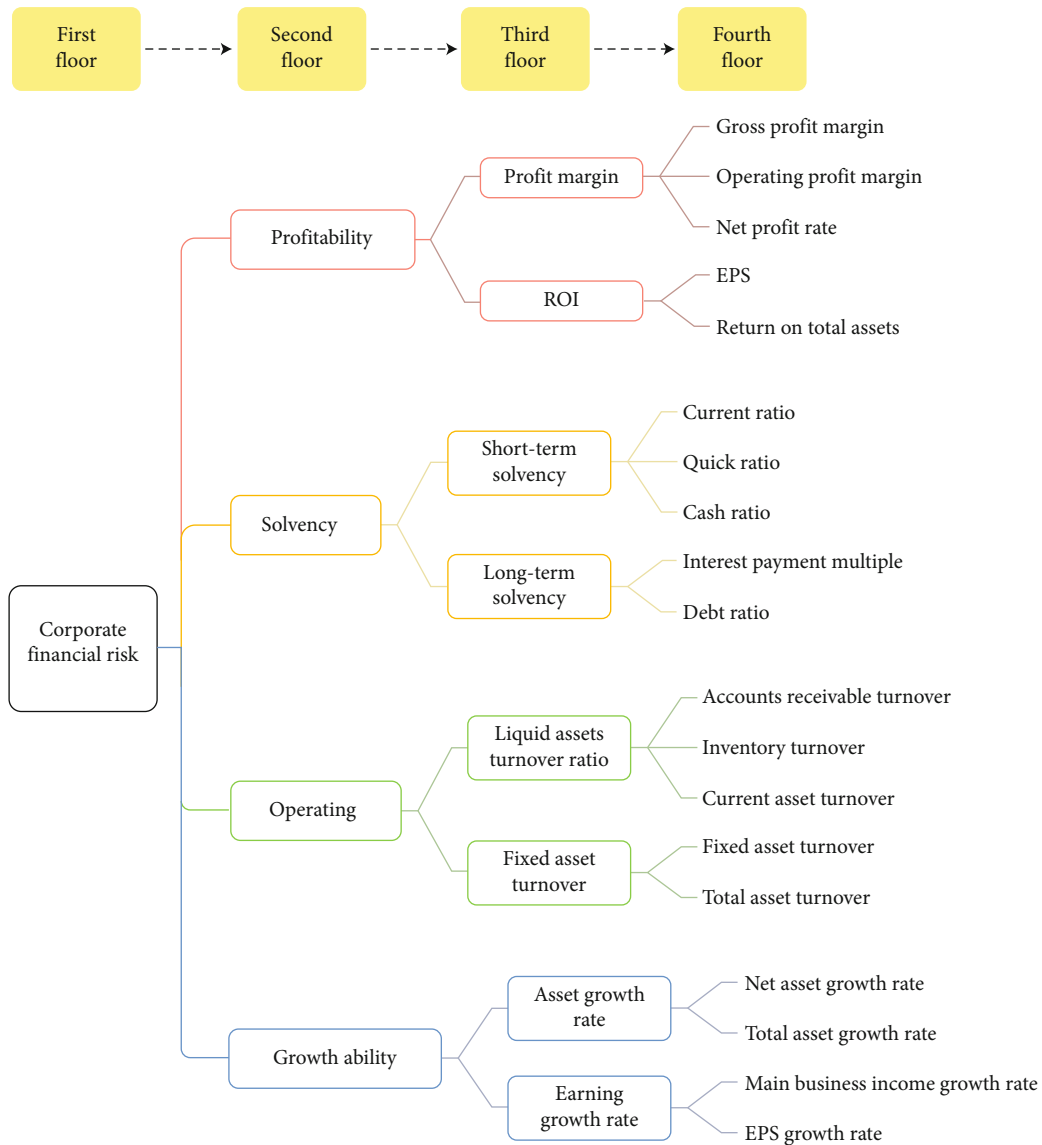 First
floor
Second
floor
Third
floor
Fourth
floor
Gross profit margin
Profit margin
Operating profit margin
Net profit rate
Profitability
EPS
ROI
Return on total assets
Current ratio
Short-term
solvency
Quick ratio
Cash ratio
Solvency
Interest payment multiple
Long-term
solvency
Debt ratio
Corporate
financial risk
Accounts receivable turnover
Liquid assets
turnover ratio
Inventory turnover
Current asset turnover
Operating
Fixed asset turnover
Fixed asset
turnover
Total asset turnover
Net asset growth rate
Asset growth
rate
Total asset growth rate
Growth ability
Main business income growth rate
Earning
growth rate
EPS growth rate